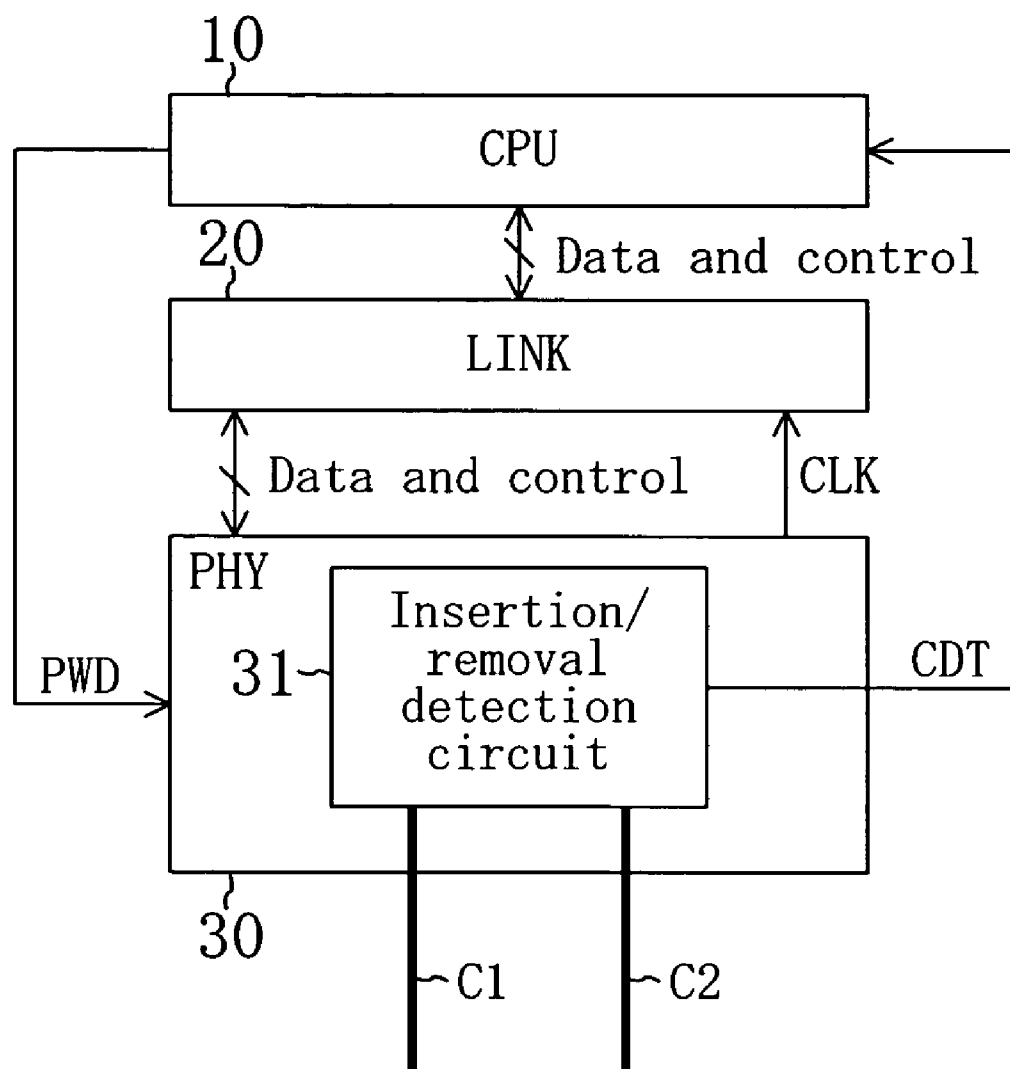 10
CPU
20
Data and control
LINK
Data and control
CLK
PHY
Insertion/
removal
detection
circuit
31
PWD
CDT
30
C1
C2